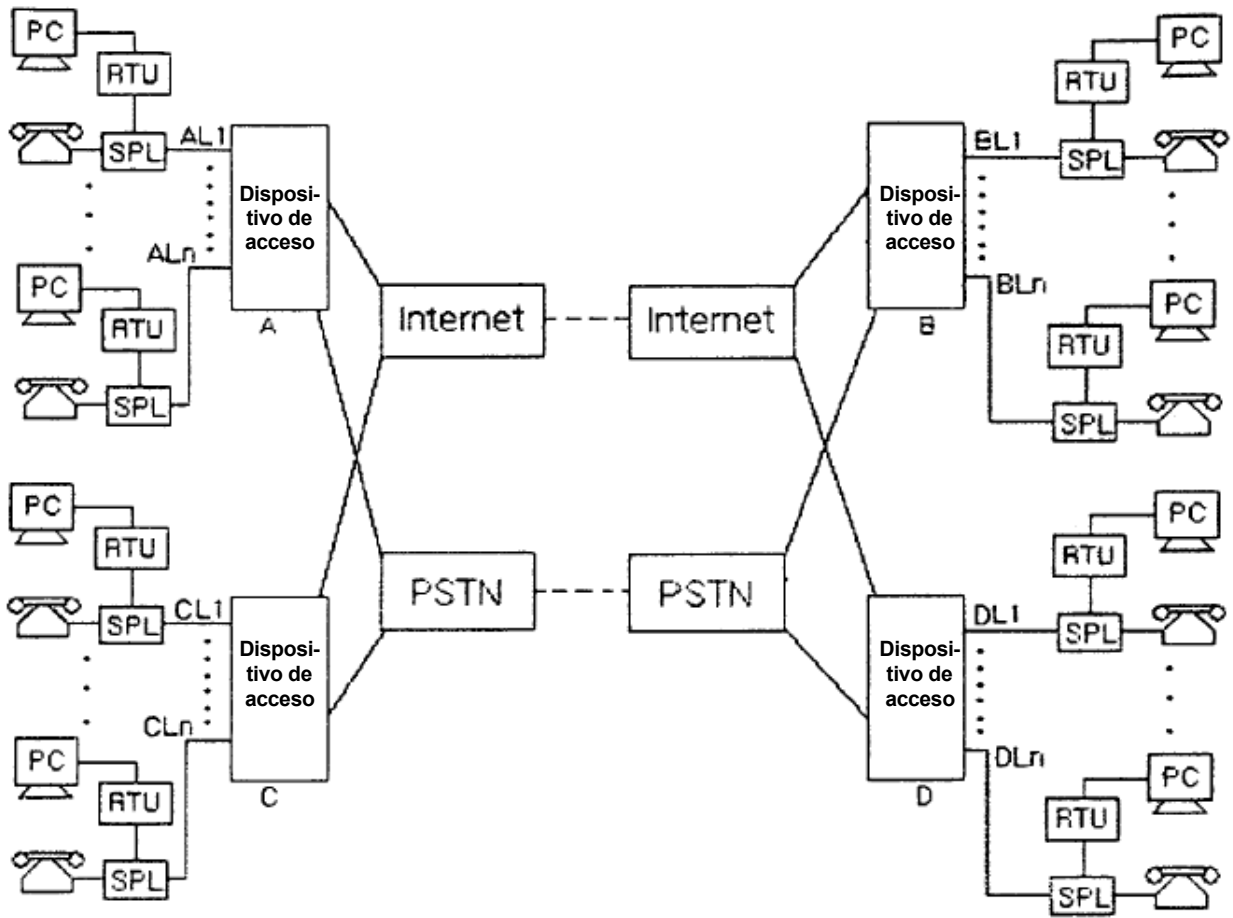 PC
RTU
SPL
AL1
Disposi-
tivo de
acceso
ALn
PC
RTU
SPL
A
Internet
Internet
PC
RTU
BL1
SPL
Disposi-
tivo de
acceso
BLn
PC
RTU
SPL
B
PC
RTU
SPL
CL1
Disposi-
tivo de
acceso
CLn
PC
RTU
SPL
C
PSTN
PSTN
PC
RTU
DL1
SPL
Disposi-
tivo de
acceso
DLn
PC
RTU
SPL
D